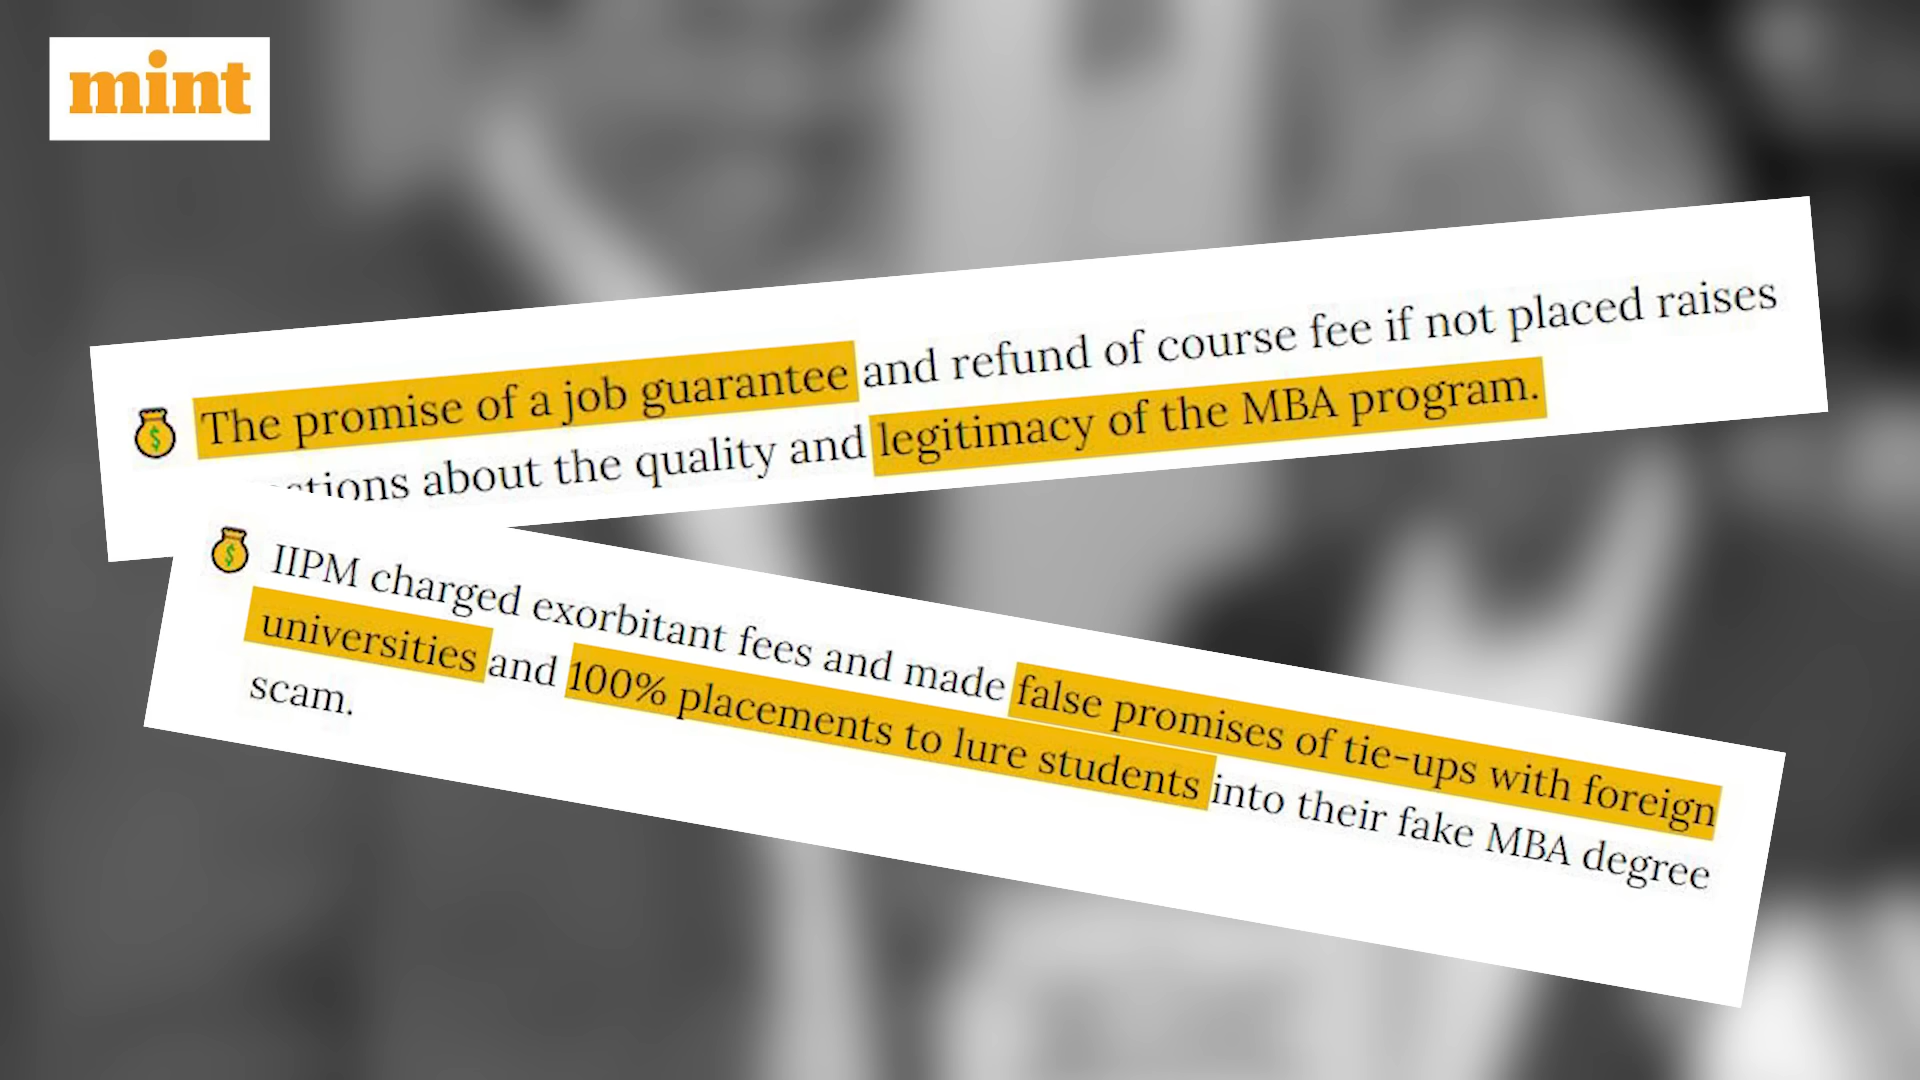 mint
The promise of a job guarantee and refund of course fee if not placed raises
about the quality and legitimacy of the MBA program.
IIPM charged exorbitant fees and made false promises of tie-ups with foreign
universities and 100% placements to lure students into their fake MBA degree
scam.